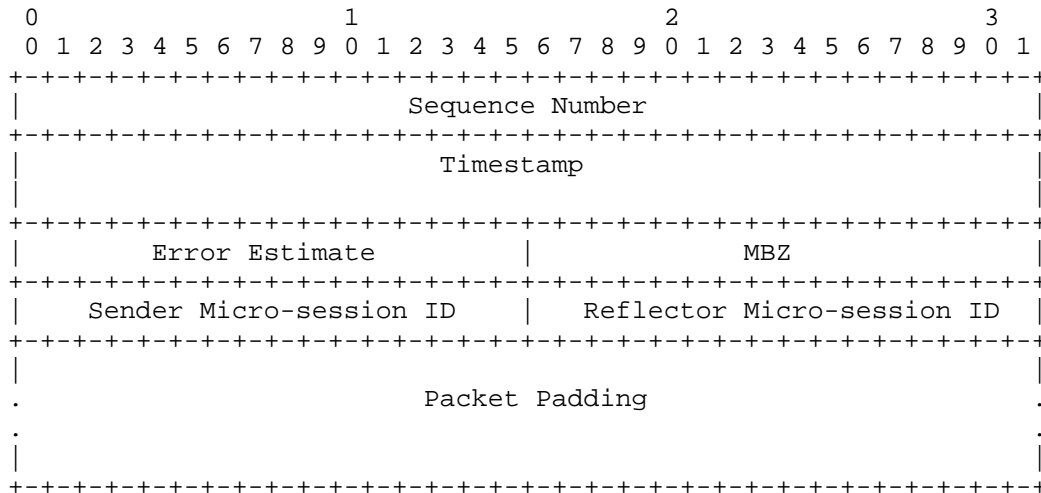 0                   1                   2                   3
0 1 2 3 4 5 6 7 8 9 0 1 2 3 4 5 6 7 8 9 0 1 2 3 4 5 6 7 8 9 0 1
Sequence Number
Timestamp
Error Estimate | MBZ
Sender Micro-session ID | Reflector Micro-session ID
Packet Padding